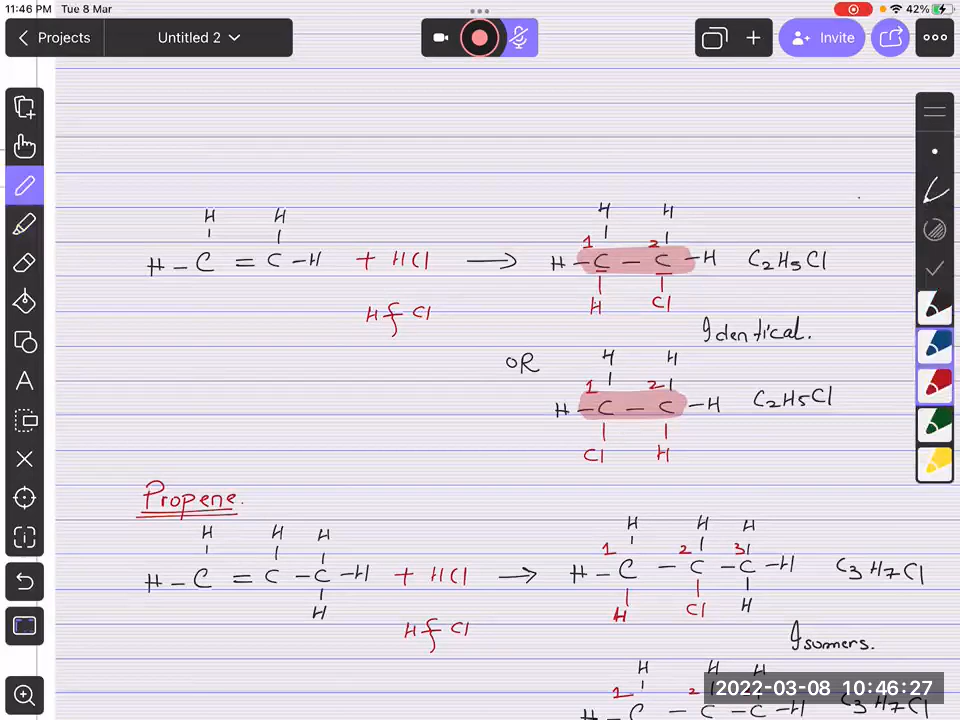 11:46 PM Tue 8 Mar
42%
Projects
Untitled 2
Invite
H H H H
H – C = C – H + HCl → H – C – C – H C2H5Cl
1 2
H Cl
H Cl
Identical.
OR
H H
1 2
H – C – C – H C2H5Cl
Cl H
Propene.
H H H H H H
1 2 3
H – C = C – C – H + HCl → H – C – C – C – H C3H7Cl
H H Cl H
H Cl
Isomers.
H H H
1 2
2022-03-08 10:46:27
H – C – C – C – H C3H7Cl